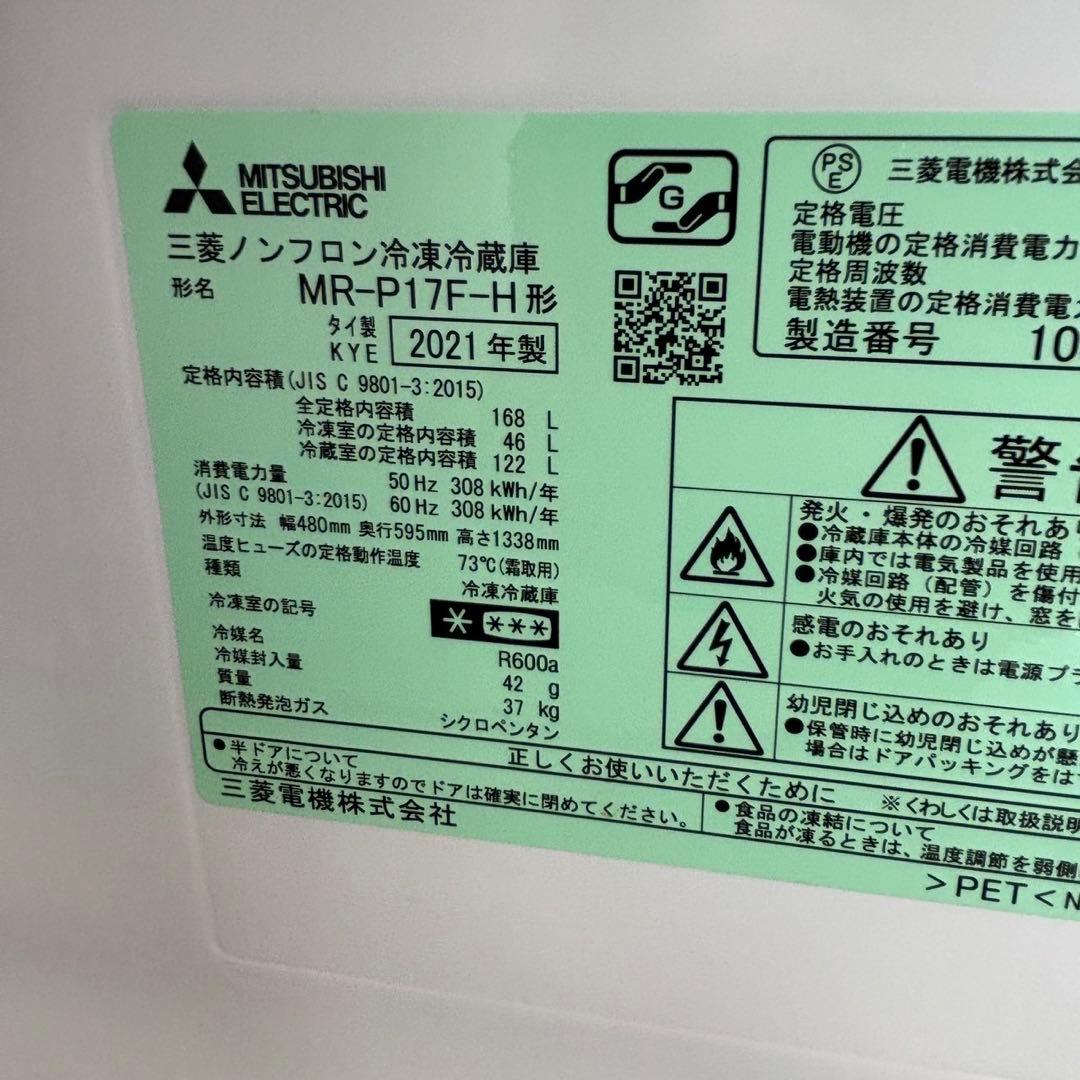 MITSUBISHI
ELECTRIC
三菱ノンフロン冷凍冷蔵庫
形名 MR-P17F-H形
タイ製
KYE 2021年製
定格内容積(JIS C 9801-3:2015)
全定格内容積 168 L
冷凍室の定格内容積 46 L
冷蔵室の定格内容積 122 L
消費電力量 50Hz 308kWh/年
(JIS C 9801-3:2015) 60Hz 308kWh/年
外形寸法 幅480mm 奥行595mm 高さ1338mm
温度ヒューズの定格動作温度 73℃(霜取用)
種類 冷凍冷蔵庫
冷凍室の記号 * ***
冷媒名 R600a
冷媒封入量 42 g
質量 37 kg
断熱発泡ガス シクロペンタン
G
PS
E
三菱電機株式会
定格電圧
電動機の定格消費電力
定格周波数
電熱装置の定格消費電力
製造番号 10
警
発火・爆発のおそれあり
●冷蔵庫本体の冷媒回路
●庫内では電気製品を使用
●冷媒回路（配管）を傷付
火気の使用を避け、窓を
感電のおそれあり
●お手入れのときは電源プラ
幼児閉じ込めのおそれあり
●保管時に幼児閉じ込めが懸
場合はドアパッキングをは
正しくお使いいただくために ※くわしくは取扱説明
●半ドアについて
冷えが悪くなりますのでドアは確実に閉めてください。
●食品の凍結について
食品が凍るときは、温度調節を弱側
三菱電機株式会社
>PET< N